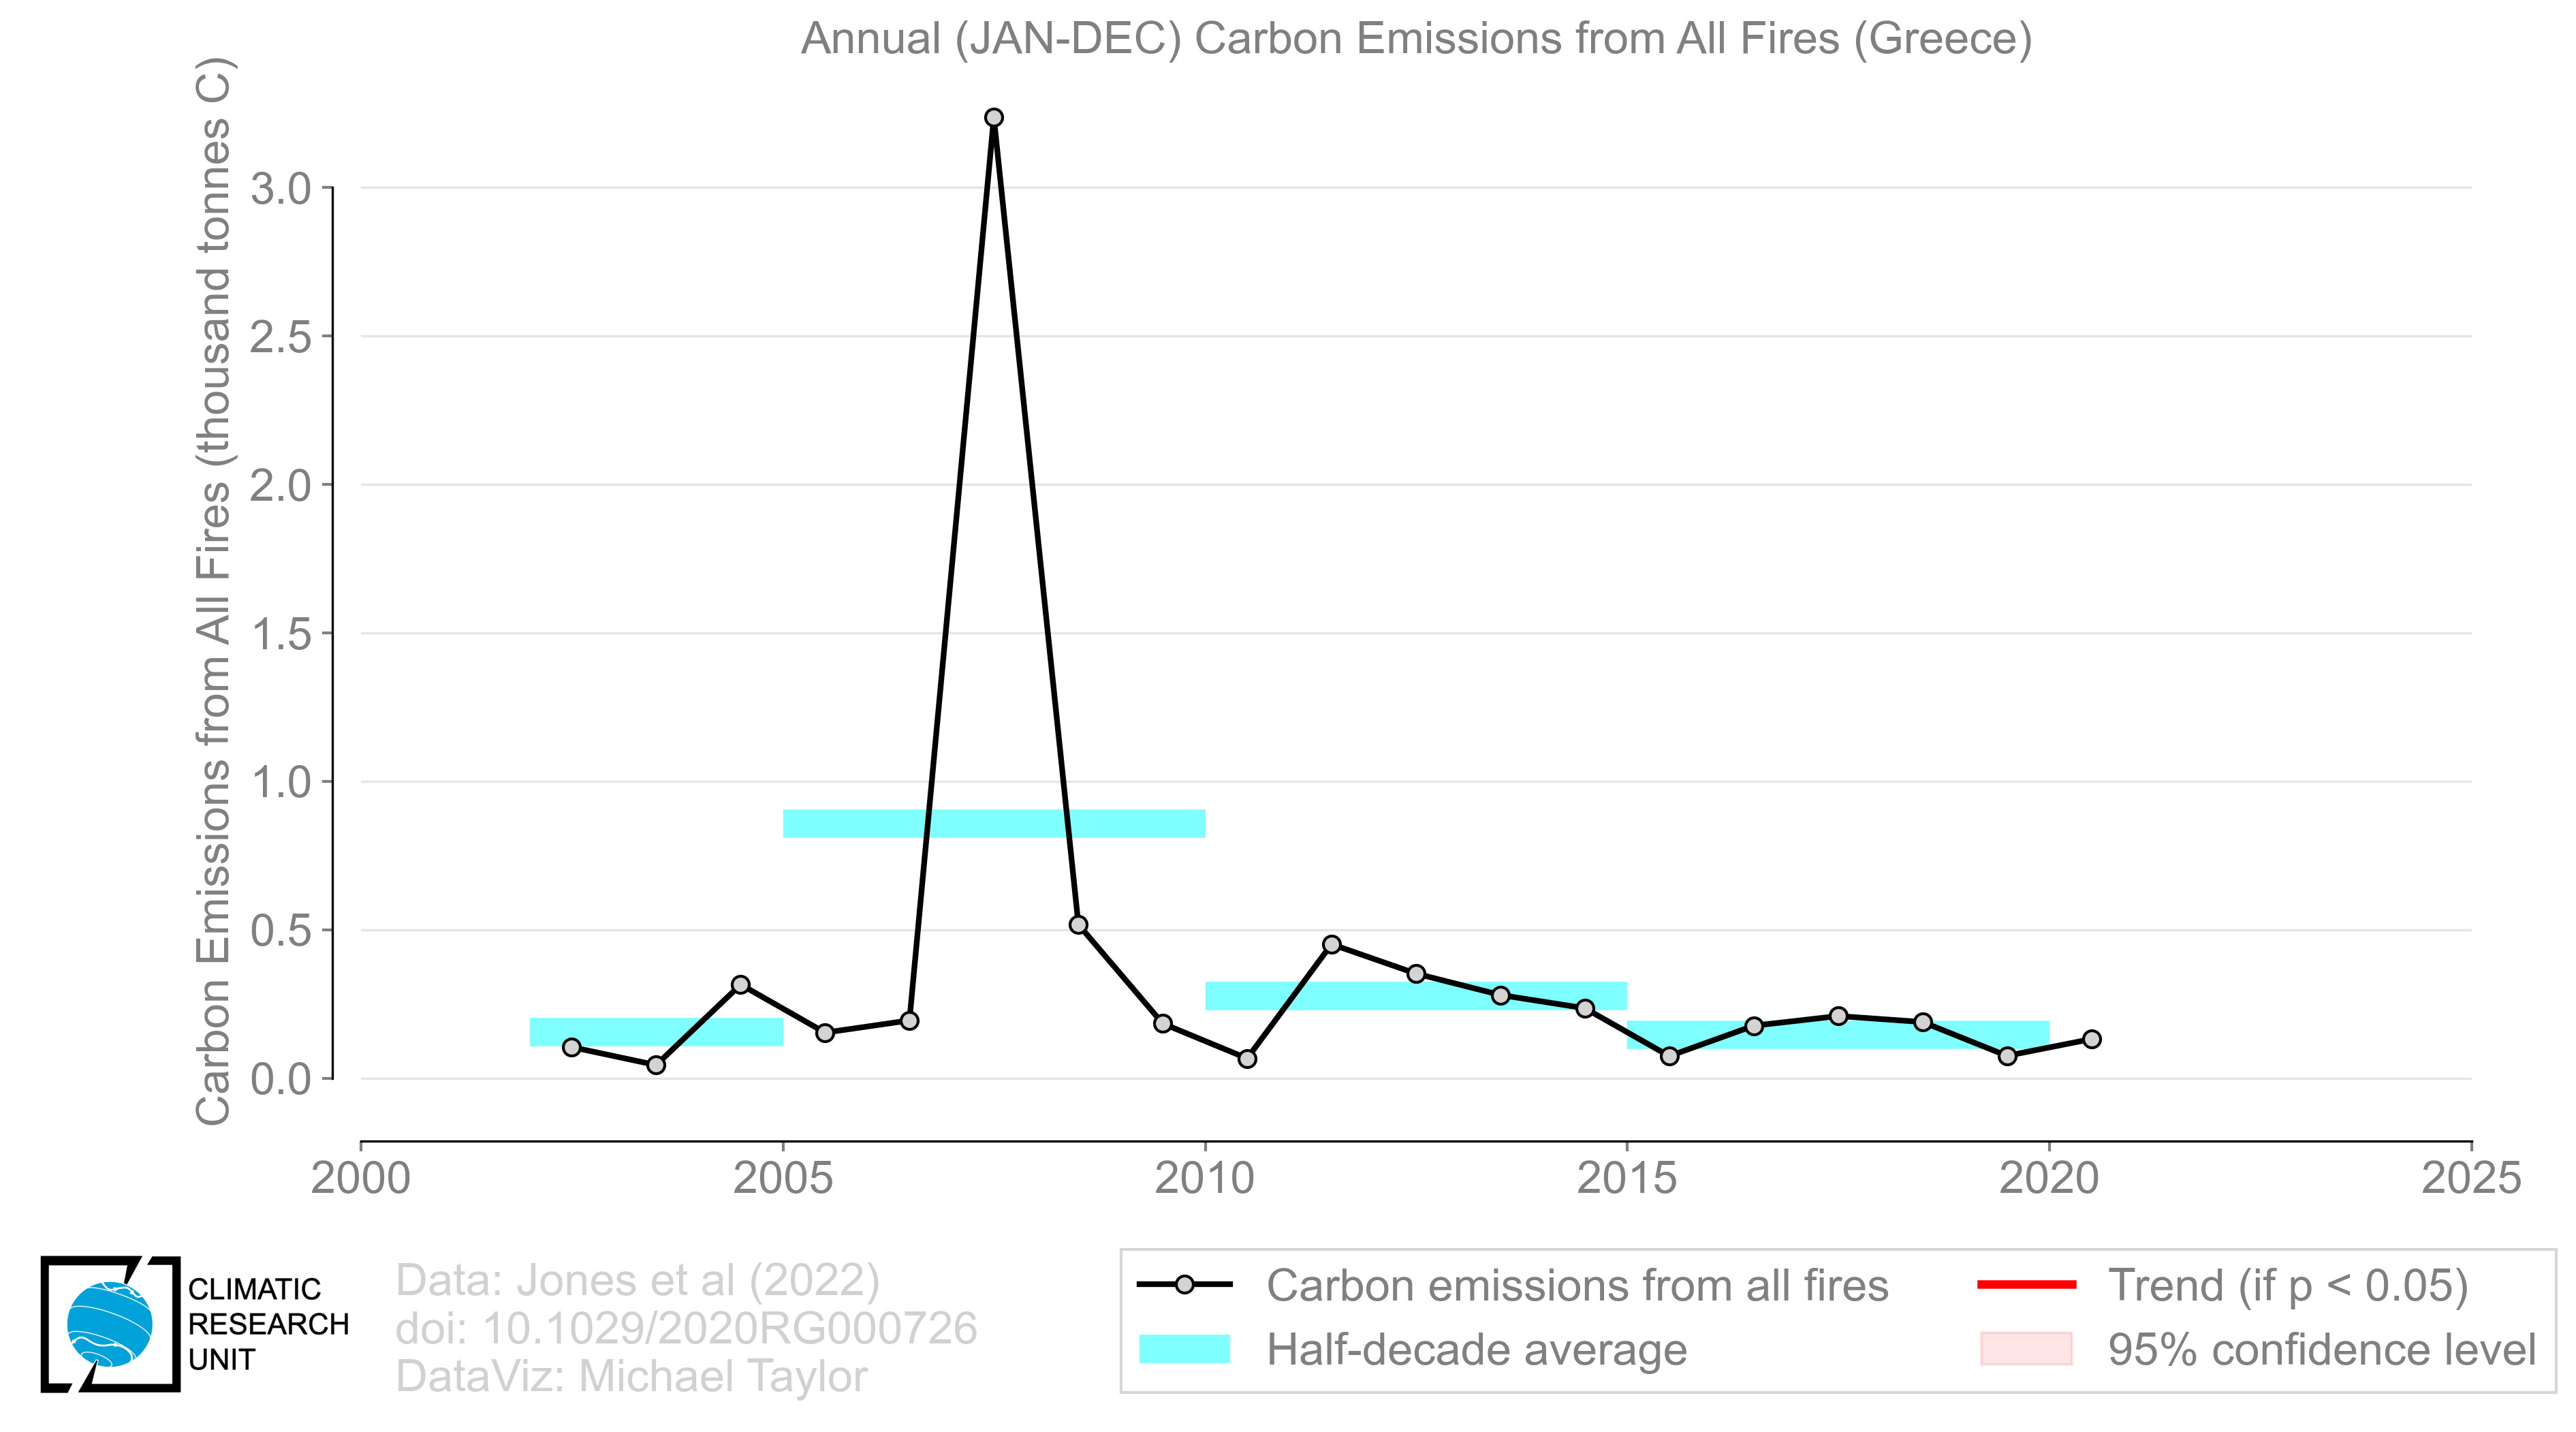 Annual (JAN-DEC) Carbon Emissions from All Fires (Greece)
Carbon Emissions from All Fires (thousand tonnes C)
3.0
2.5
2.0
1.5
1.0
0.5
0.0
2000
2005
2010
2015
2020
2025
CLIMATIC
RESEARCH
UNIT
Data: Jones et al (2022)
doi: 10.1029/2020RG000726
DataViz: Michael Taylor
Carbon emissions from all fires
Half-decade average
Trend (if p < 0.05)
95% confidence level